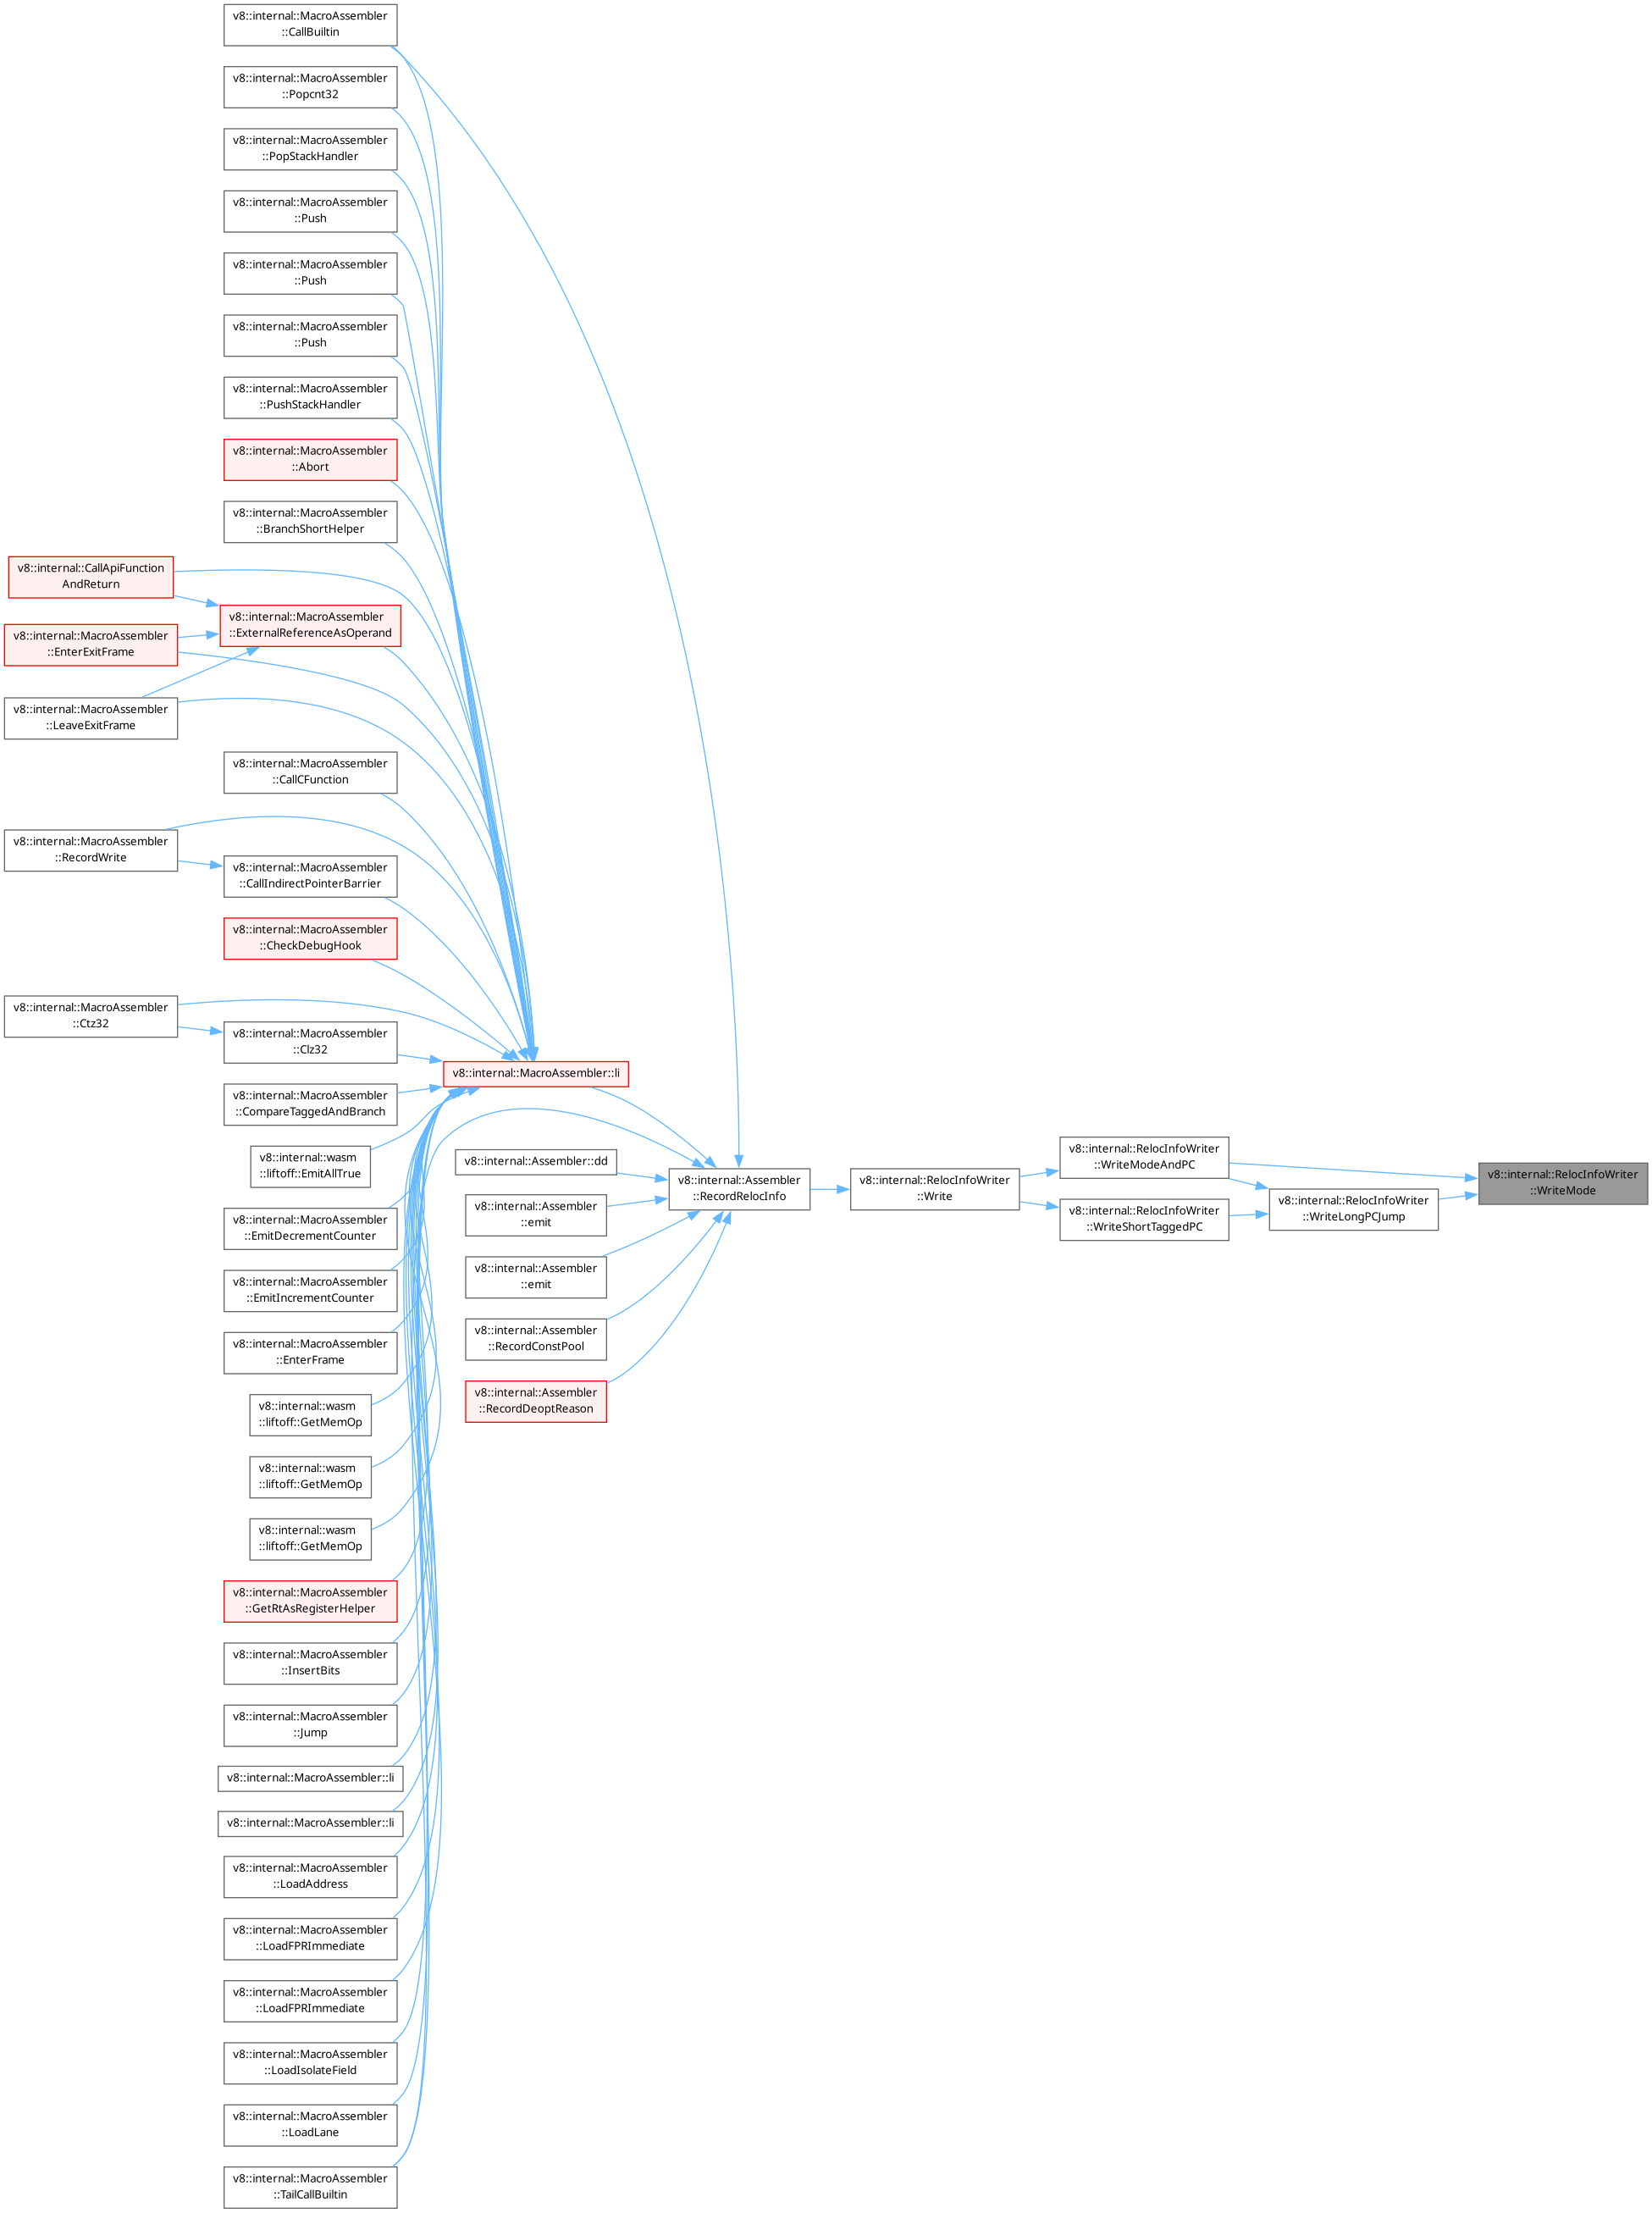 v8::internal::MacroAssembler
::CallBuiltin
v8::internal::MacroAssembler
::Popcnt32
v8::internal::MacroAssembler
::PopStackHandler
v8::internal::MacroAssembler
::Push
v8::internal::MacroAssembler
::Push
v8::internal::MacroAssembler
::Push
v8::internal::MacroAssembler
::PushStackHandler
v8::internal::MacroAssembler
::Abort
v8::internal::MacroAssembler
::BranchShortHelper
v8::internal::CallApiFunction
AndReturn
v8::internal::MacroAssembler
::ExternalReferenceAsOperand
v8::internal::MacroAssembler
::EnterExitFrame
v8::internal::MacroAssembler
::LeaveExitFrame
v8::internal::MacroAssembler
::CallCFunction
v8::internal::MacroAssembler
::RecordWrite
v8::internal::MacroAssembler
::CallIndirectPointerBarrier
v8::internal::MacroAssembler
::CheckDebugHook
v8::internal::MacroAssembler
::Ctz32
v8::internal::MacroAssembler
::Clz32
v8::internal::MacroAssembler::li
v8::internal::MacroAssembler
::CompareTaggedAndBranch
v8::internal::wasm
::liftoff::EmitAllTrue
v8::internal::Assembler::dd
v8::internal::Assembler
::RecordRelocInfo
v8::internal::RelocInfoWriter
::Write
v8::internal::RelocInfoWriter
::WriteModeAndPC
v8::internal::RelocInfoWriter
::WriteShortTaggedPC
v8::internal::RelocInfoWriter
::WriteLongPCJump
v8::internal::RelocInfoWriter
::WriteMode
v8::internal::Assembler
::emit
v8::internal::MacroAssembler
::EmitDecrementCounter
v8::internal::Assembler
::emit
v8::internal::MacroAssembler
::EmitIncrementCounter
v8::internal::Assembler
::RecordConstPool
v8::internal::MacroAssembler
::EnterFrame
v8::internal::Assembler
::RecordDeoptReason
v8::internal::wasm
::liftoff::GetMemOp
v8::internal::wasm
::liftoff::GetMemOp
v8::internal::wasm
::liftoff::GetMemOp
v8::internal::MacroAssembler
::GetRtAsRegisterHelper
v8::internal::MacroAssembler
::InsertBits
v8::internal::MacroAssembler
::Jump
v8::internal::MacroAssembler::li
v8::internal::MacroAssembler::li
v8::internal::MacroAssembler
::LoadAddress
v8::internal::MacroAssembler
::LoadFPRImmediate
v8::internal::MacroAssembler
::LoadFPRImmediate
v8::internal::MacroAssembler
::LoadIsolateField
v8::internal::MacroAssembler
::LoadLane
v8::internal::MacroAssembler
::TailCallBuiltin